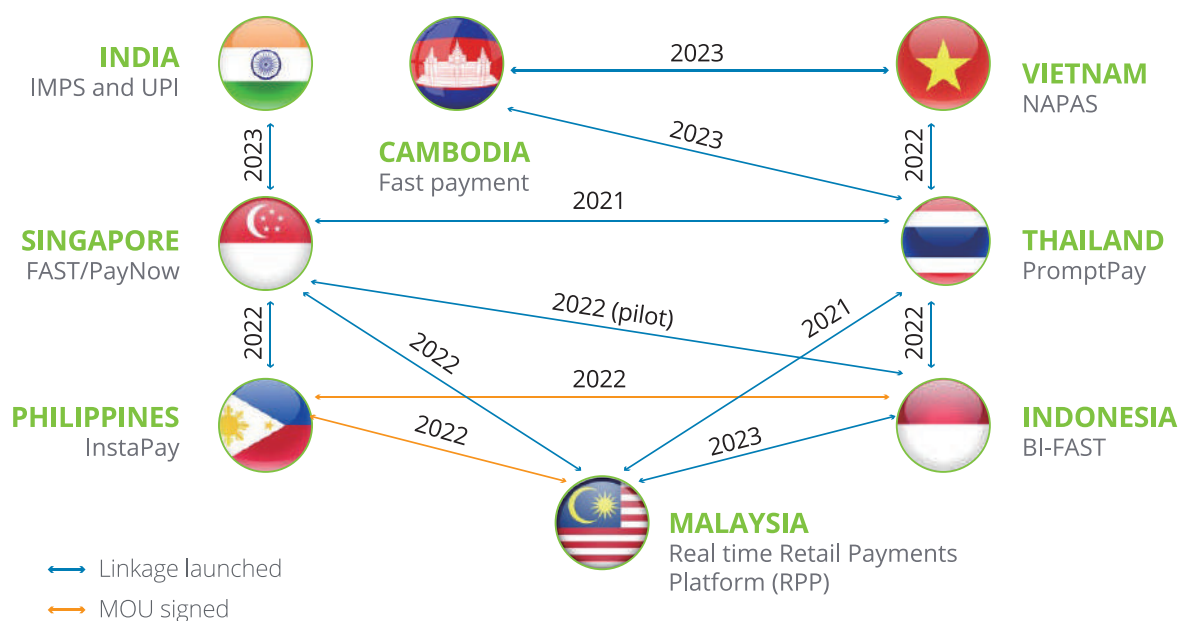 INDIA
IMPS and UPI
2023
CAMBODIA
Fast payment
2023
VIETNAM
NAPAS
2023
2022
SINGAPORE
FAST/PayNow
2021
THAILAND
PromptPay
2022
2022 (pilot)
2022
2021
2022
PHILIPPINES
InstaPay
2022
INDONESIA
BI-FAST
2022
2023
MALAYSIA
Real time Retail Payments
Platform (RPP)
Linkage launched
MOU signed